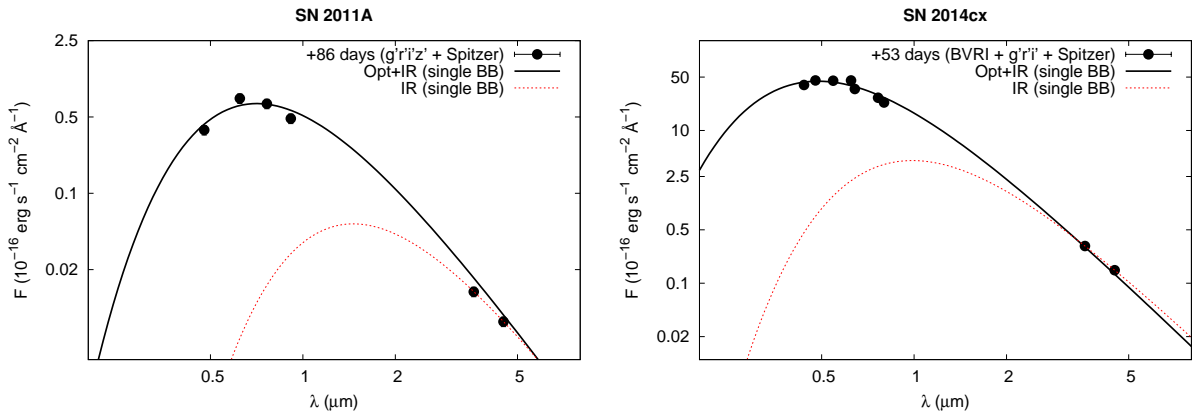 SN 2011A
2.5
0.5
0.1
0.02
F (10⁻¹⁶ erg s⁻¹ cm⁻² Å⁻¹)
+86 days (g'r'i'z' + Spitzer)
Opt+IR (single BB)
IR (single BB)
0.5 1 2 5
λ (μm)
SN 2014cx
50
10
2.5
0.5
0.1
0.02
F (10⁻¹⁶ erg s⁻¹ cm⁻² Å⁻¹)
+53 days (BVRI + g'r'i' + Spitzer)
Opt+IR (single BB)
IR (single BB)
0.5 1 2 5
λ (μm)